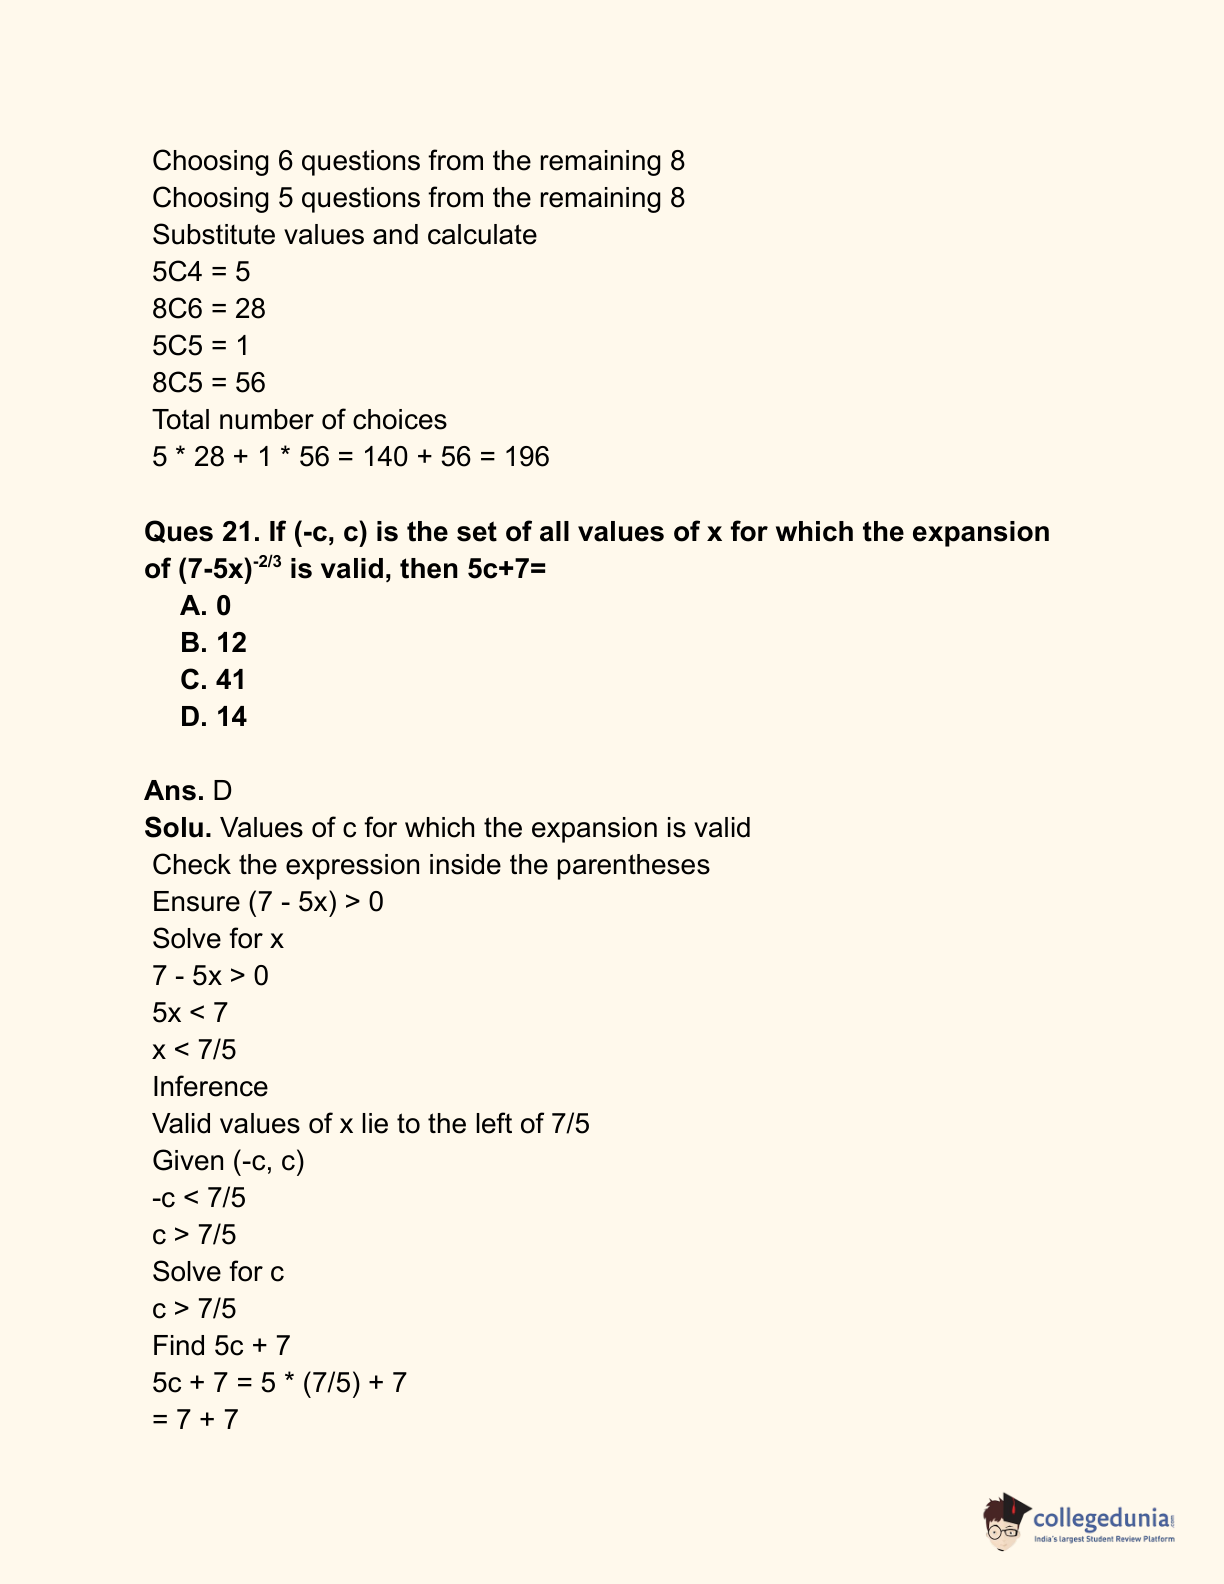 Choosing 6 questions from the remaining 8
Choosing 5 questions from the remaining 8
Substitute values and calculate
5C4 = 5
8C6 = 28
5C5 = 1
8C5 = 56
Total number of choices
5 * 28 + 1 * 56 = 140 + 56 = 196
Ques 21. If (-c, c) is the set of all values of x for which the expansion
of (7-5x)-2/3 is valid, then 5c+7=
A. 0
B. 12
C. 41
D. 14
Ans. D
Solu. Values of c for which the expansion is valid
Check the expression inside the parentheses
Ensure (7 - 5x) > 0
Solve for x
7 - 5x > 0
5x < 7
x < 7/5
Inference
Valid values of x lie to the left of 7/5
Given (-c, c)
-c < 7/5
c > 7/5
Solve for c
c > 7/5
Find 5c + 7
5c + 7 = 5 * (7/5) + 7
= 7 + 7
collegedunia.com
India's largest Student Review Platform